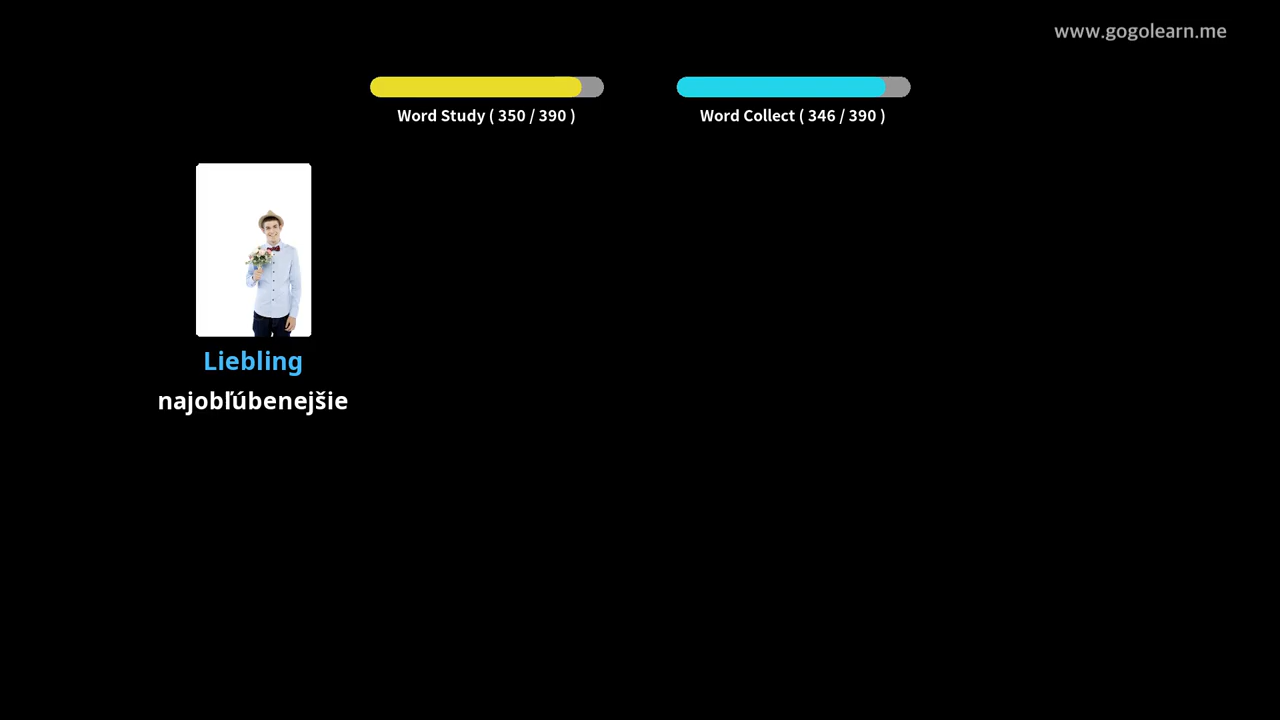 www.gogolearn.me
Word Study ( 350 / 390 )
Word Collect ( 346 / 390 )
Liebling
najobľúbenejšie